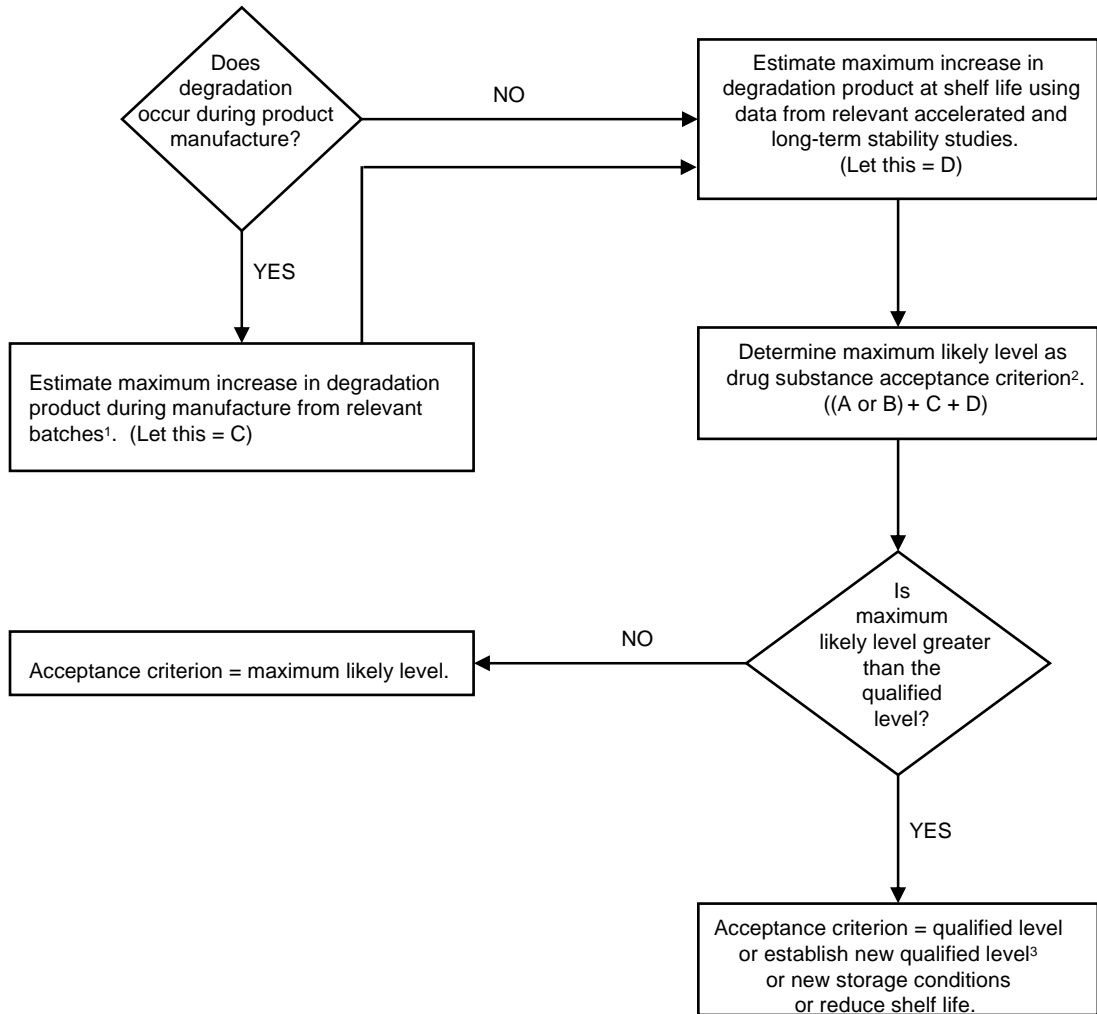 Does
degradation
occur during product
manufacture?
NO
Estimate maximum increase in
degradation product at shelf life using
data from relevant accelerated and
long-term stability studies.
(Let this = D)
YES
Estimate maximum increase in degradation
product during manufacture from relevant
batches¹. (Let this = C)
Determine maximum likely level as
drug substance acceptance criterion².
((A or B) + C + D)
Is
maximum
likely level greater
than the
qualified
level?
NO
Acceptance criterion = maximum likely level.
YES
Acceptance criterion = qualified level
or establish new qualified level³
or new storage conditions
or reduce shelf life.